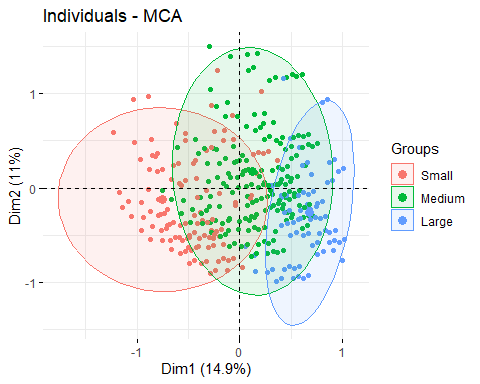 Individuals - MCA
Dim2 (11%)
1
0
-1
-1
0
1
Dim1 (14.9%)
Groups
Small
Medium
Large